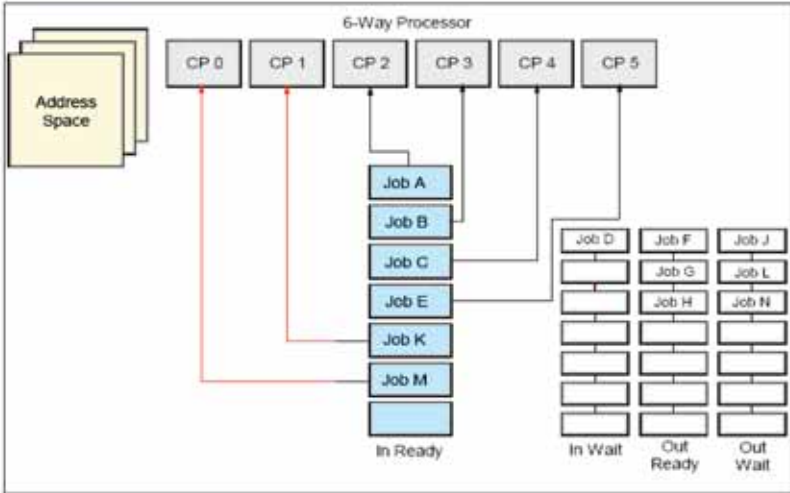 6-Way Processor
CP 0
CP 1
CP 2
CP 3
CP 4
CP 5
Address
Space
Job A
Job B
Job C
Job E
Job K
Job M
In Ready
Job D
Job F
Job J
Job G
Job L
Job H
Job N
In Wait
Out
Ready
Out
Wait